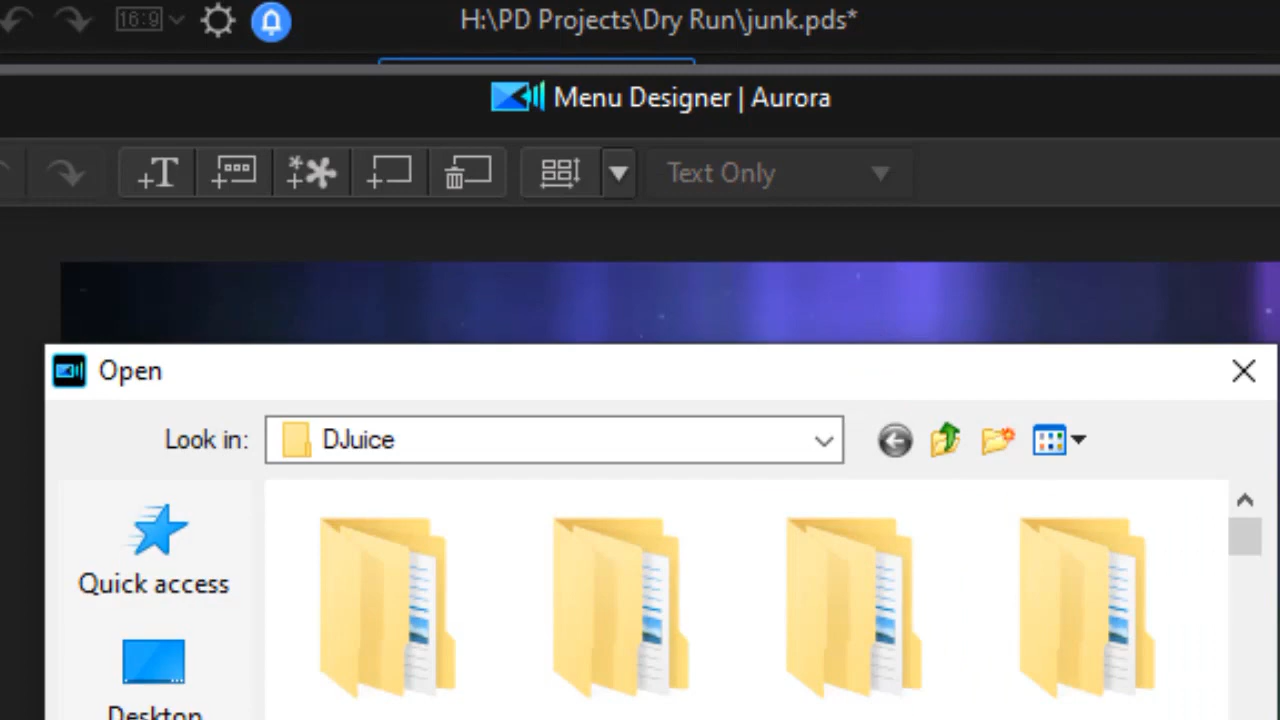 16:9
H:\PD Projects\Dry Run\junk.pds*
Menu Designer | Aurora
+T
Text Only
Open
Look in:
DJuice
Quick access
Desktop